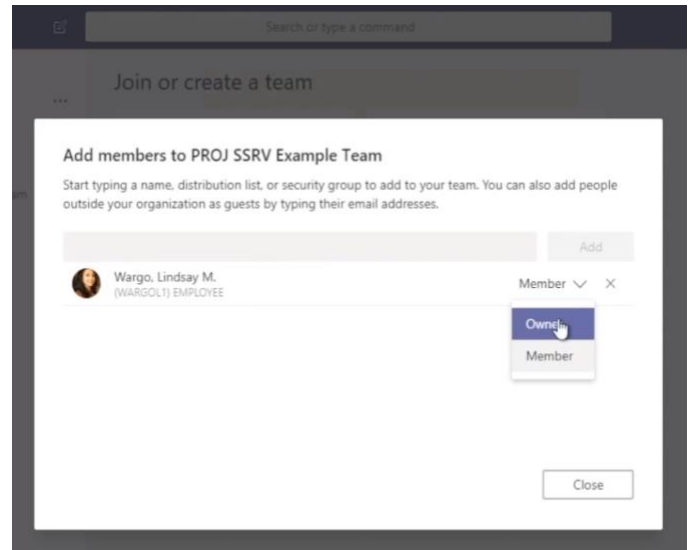 Search or type a command
Join or create a team
...
Add members to PROJ SSRV Example Team
Start typing a name, distribution list, or security group to add to your team. You can also add people
outside your organization as guests by typing their email addresses.
Add
Wargo, Lindsay M.
Member
(WARGOL1) EMPLOYEE
Owner
Member
Close